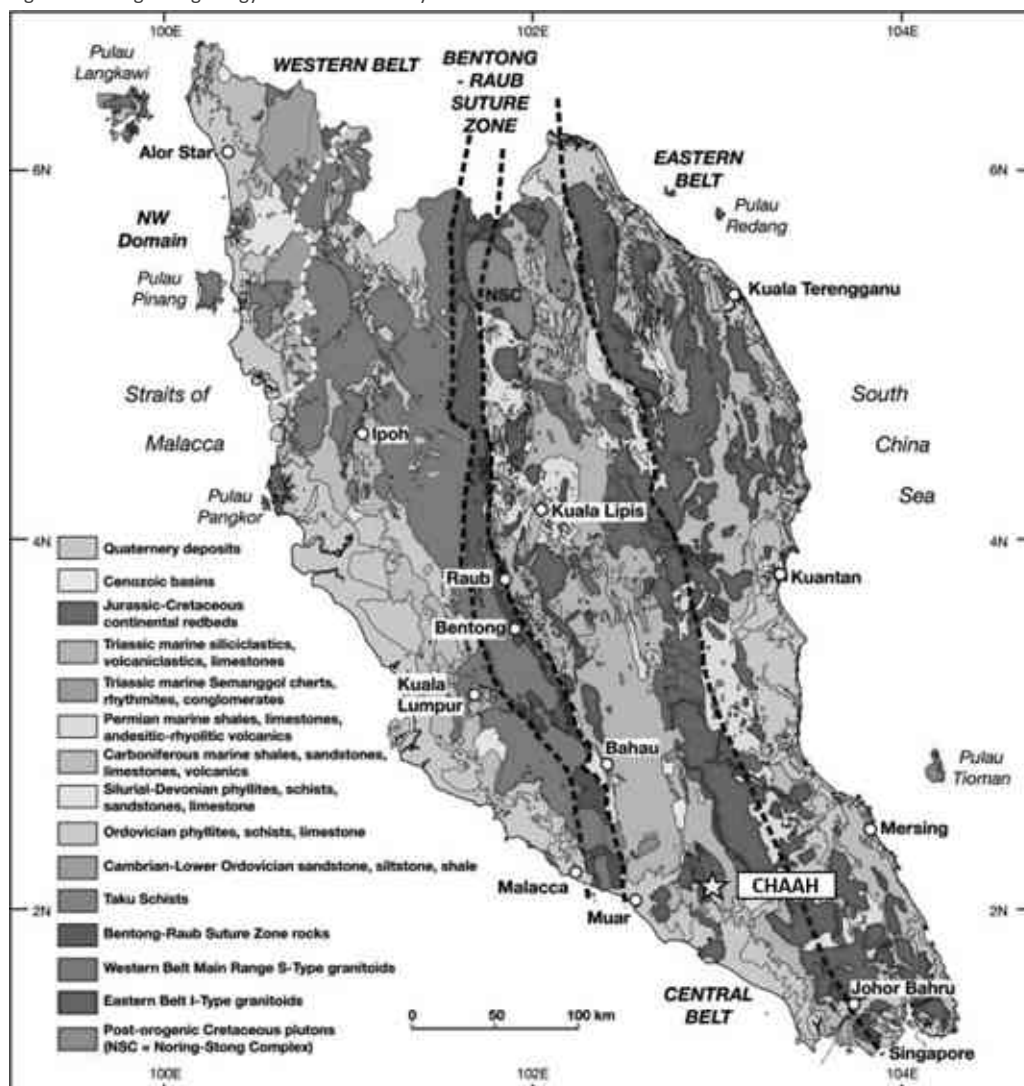 100E
102E
104E
Pulau
Langkawi
WESTERN BELT
BENTONG
- RAUB
SUTURE
ZONE
Alor Star
6N
6N
EASTERN
BELT
Pulau
Redang
NW
Domain
Pulau
Pinang
NSC
Kuala Terengganu
Straits of
Malacca
South
China
Sea
Ipoh
Pulau
Pangkor
Kuala Lipis
4N
4N
Kuantan
Raub
Bentong
Kuala
Lumpur
Bahau
Pulau
Tioman
Mersing
Malacca
CHAAH
Muar
2N
2N
CENTRAL
BELT
Johor Bahru
Singapore
Quaternery deposits
Cenozoic basins
Jurassic-Cretaceous
continental redbeds
Triassic marine siliciclastics,
volcaniclastics, limestones
Triassic marine Semanggol cherts,
rhythmites, conglomerates
Permian marine shales, limestones,
andesitic-rhyolitic volcanics
Carboniferous marine shales, sandstones,
limestones, volcanics
Silurial-Devonian phyllites, schists,
sandstones, limestone
Ordovician phyllites, schists, limestone
Cambrian-Lower Ordovician sandstone, siltstone, shale
Taku Schists
Bentong-Raub Suture Zone rocks
Western Belt Main Range S-Type granitoids
Eastern Belt I-Type granitoids
Post-orogenic Cretaceous plutons
(NSC = Noring-Stong Complex)
0 50 100 km
100E
102E
104E